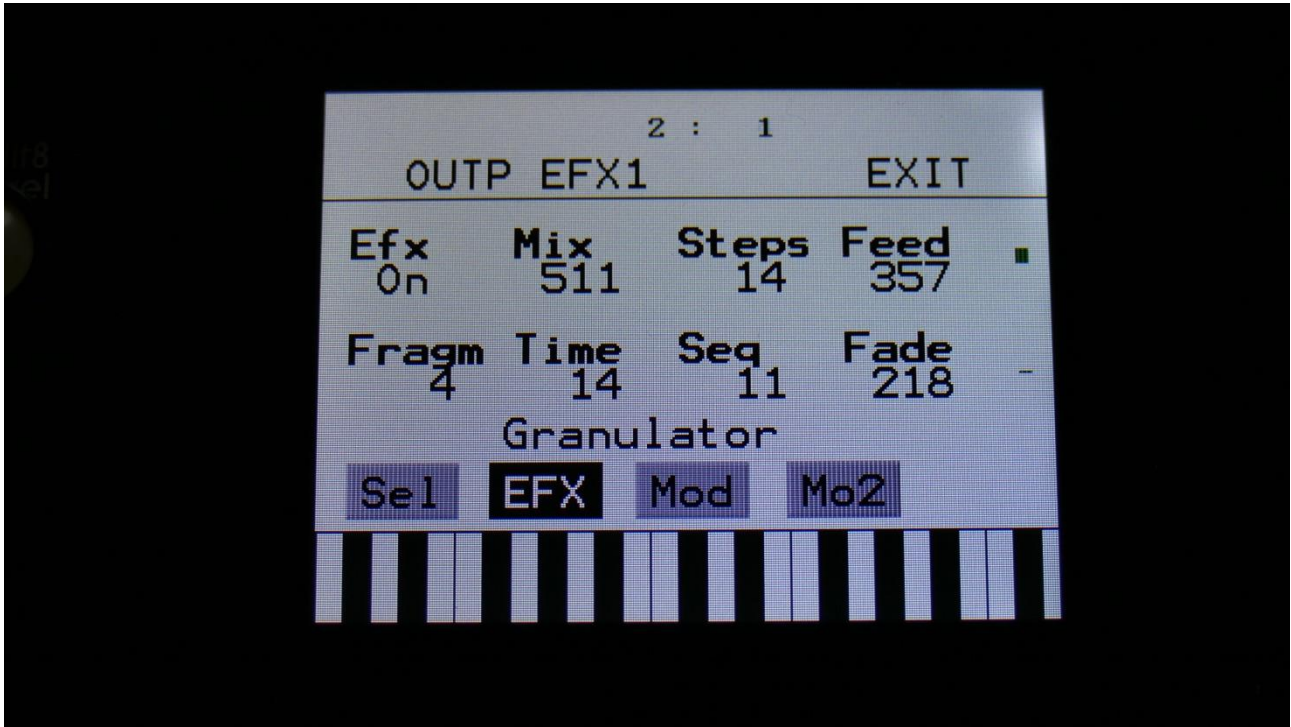 2 : 1
OUTP EFX1 EXIT
Efx Mix Steps Feed
On 511 14 357
Fragm Time Seq Fade
4 14 11 218
Granulator
Sel EFX Mod Mo2